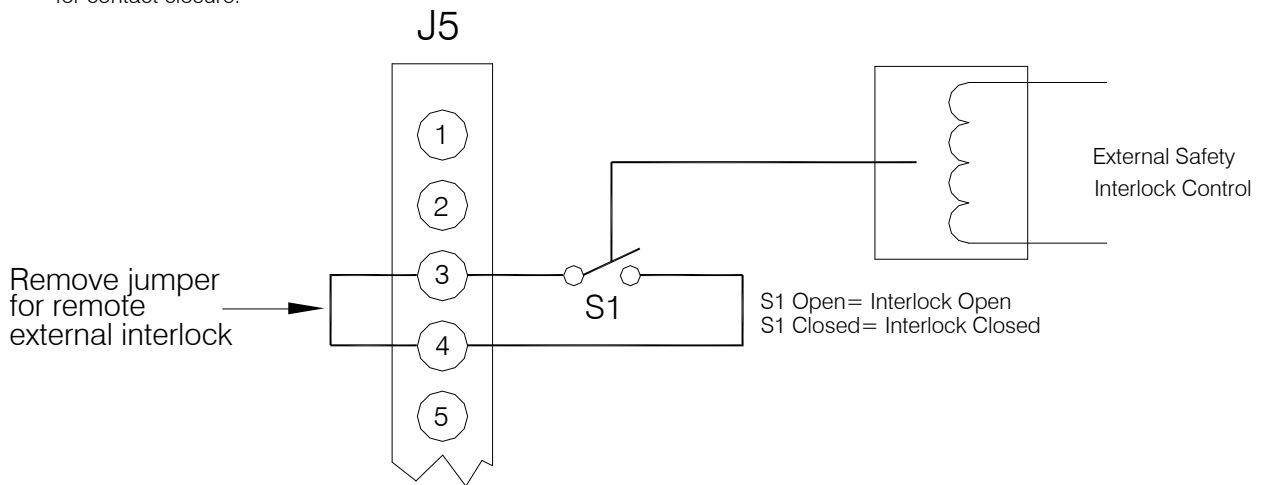 for contact closure.
J5
1
2
3
4
5
External Safety
Interlock Control
Remove jumper
for remote
external interlock
S1
S1 Open= Interlock Open
S1 Closed= Interlock Closed